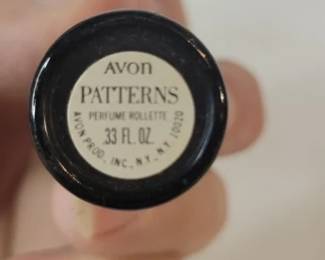 AVON
PATTERNS
PERFUME ROLLETTE
.33 FL. OZ.
AVON PROD., INC., N.Y., N.Y. 10020